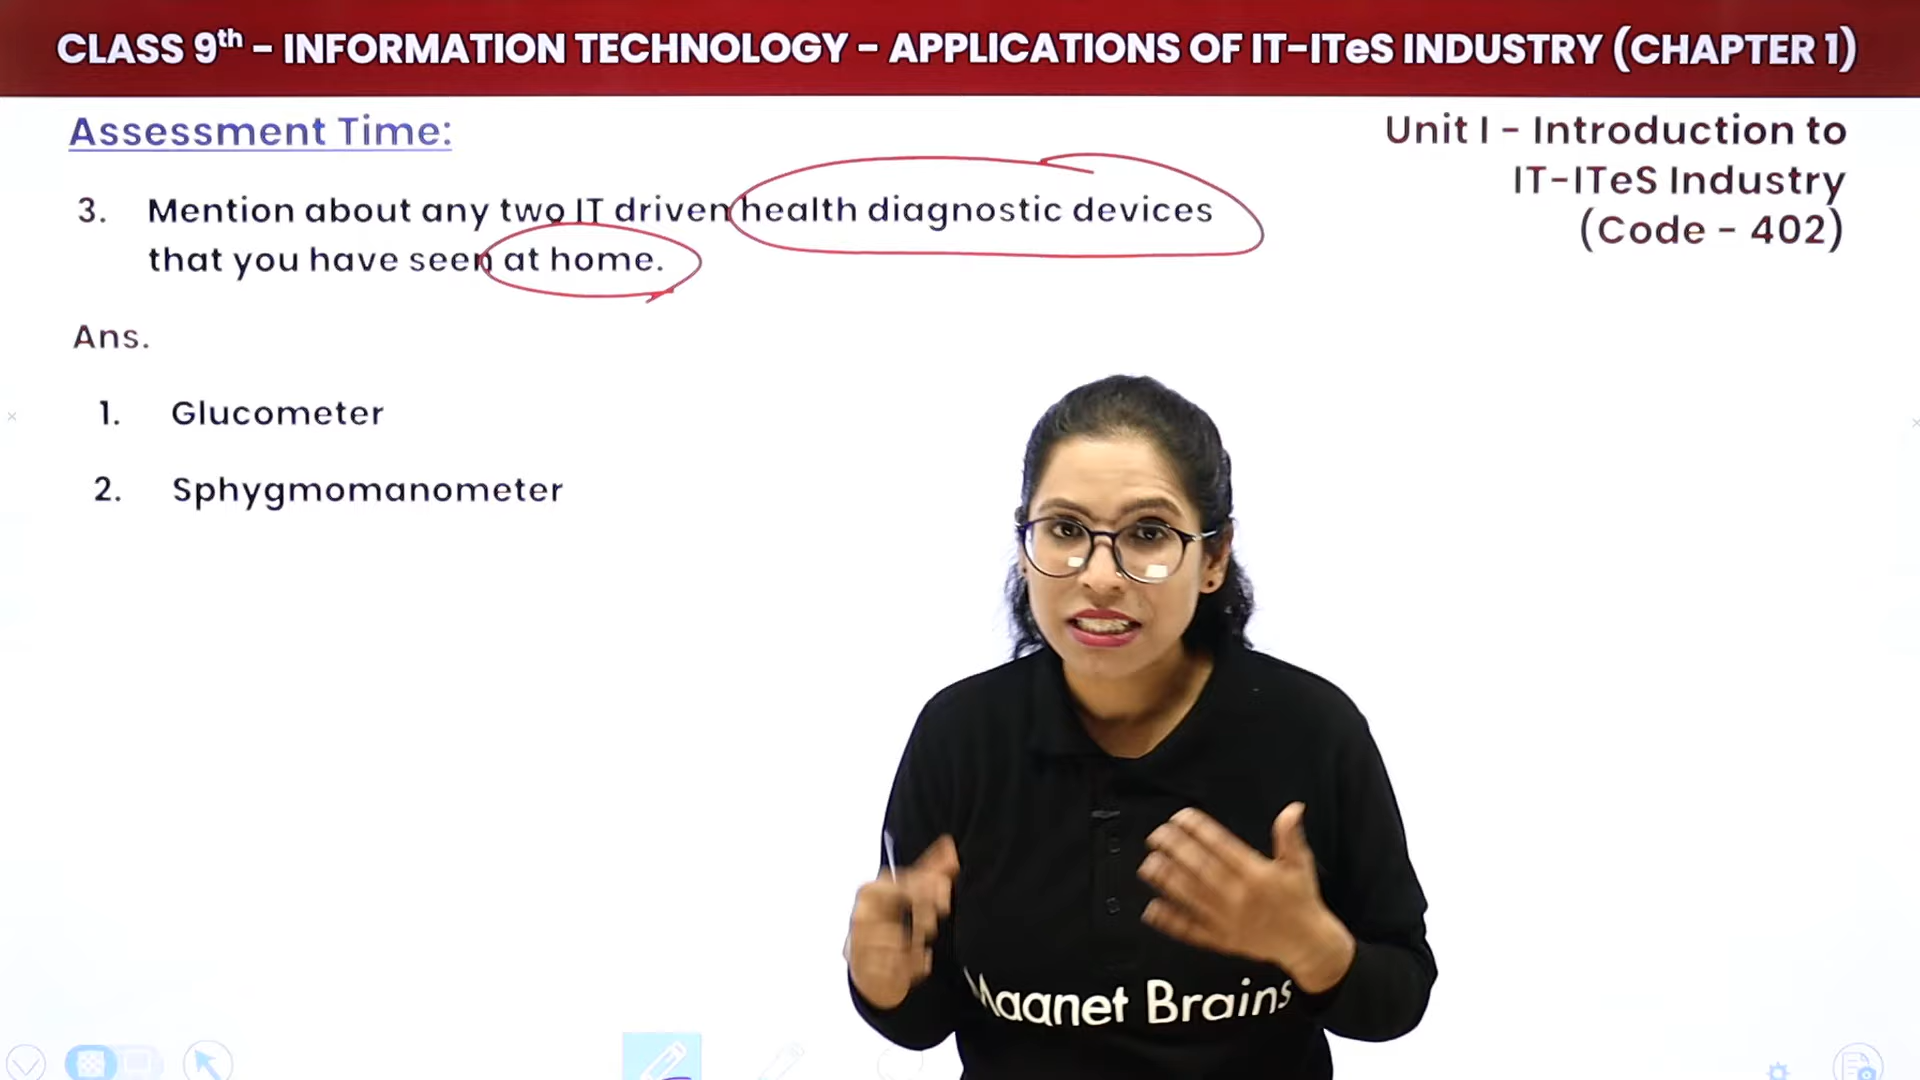 CLASS 9th – INFORMATION TECHNOLOGY – APPLICATIONS OF IT-ITeS INDUSTRY (CHAPTER 1)
Assessment Time:
Unit I - Introduction to
IT-ITeS Industry
(Code - 402)
3. Mention about any two IT driven health diagnostic devices
that you have seen at home.
Ans.
1. Glucometer
2. Sphygmomanometer
Magnet Brains